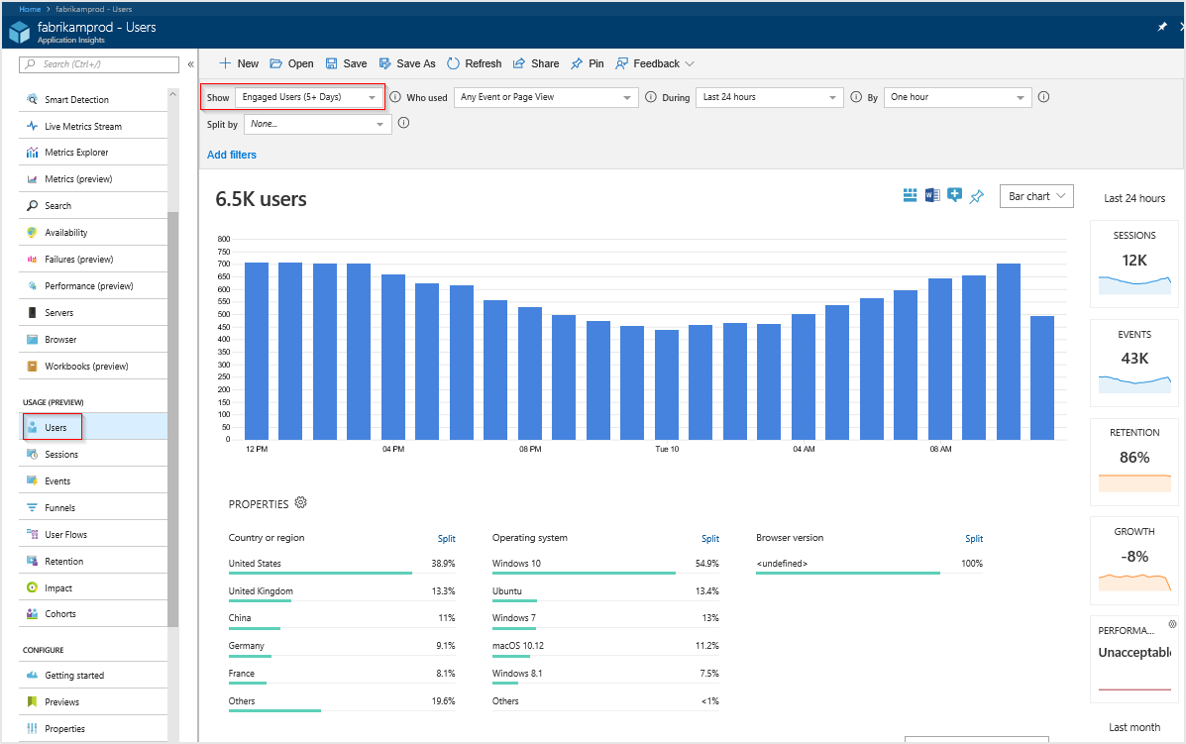 Home > fabrikamprod - Users
fabrikamprod - Users
Application Insights
Search (Ctrl+/)
«
Smart Detection
Live Metrics Stream
Metrics Explorer
Metrics (preview)
Search
Availability
Failures (preview)
Performance (preview)
Servers
Browser
Workbooks (preview)
USAGE (PREVIEW)
Users
Sessions
Events
Funnels
User Flows
Retention
Impact
Cohorts
CONFIGURE
Getting started
Previews
Properties
New Open Save Save As Refresh Share Pin Feedback
Show Engaged Users (5+ Days) Who used Any Event or Page View During Last 24 hours By One hour
Split by None...
Add filters
6.5K users
Bar chart
800
750
700
650
600
550
500
450
400
350
300
250
200
150
100
50
0
12 PM 04 PM 08 PM Tue 10 04 AM 08 AM
PROPERTIES
Country or region Split
United States 38.9%
United Kingdom 13.3%
China 11%
Germany 9.1%
France 8.1%
Others 19.6%
Operating system Split
Windows 10 54.9%
Ubuntu 13.4%
Windows 7 13%
macOS 10.12 11.2%
Windows 8.1 7.5%
Others <1%
Browser version Split
<undefined> 100%
Last 24 hours
SESSIONS
12K
EVENTS
43K
RETENTION
86%
GROWTH
-8%
PERFORMA...
Unacceptable
Last month